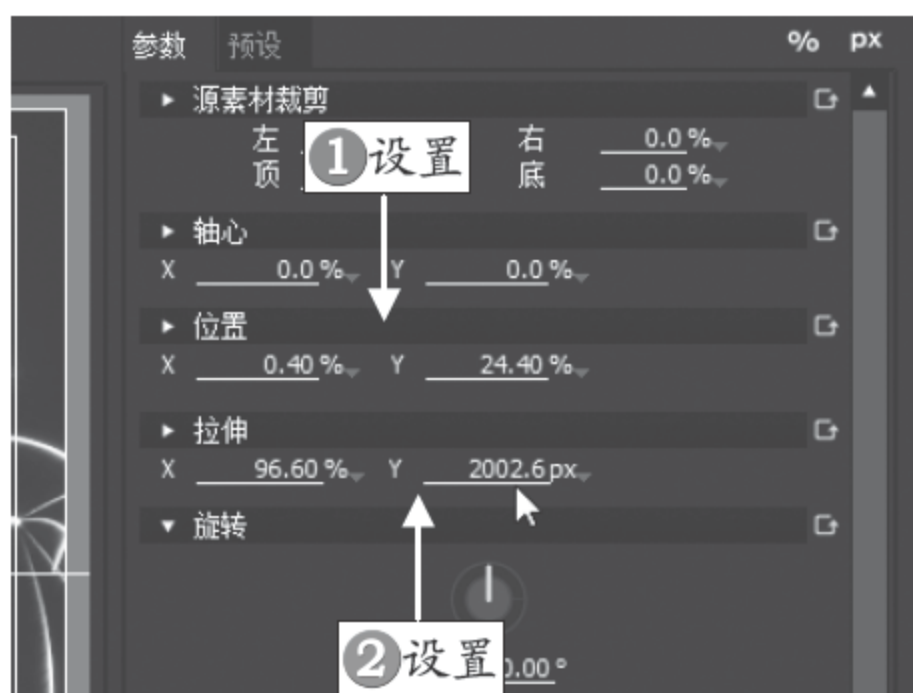 参数 预设 % px
源素材裁剪
左 右 0.0 %
顶 底 0.0 %
1 设置
轴心
X 0.0 % Y 0.0 %
位置
X 0.40 % Y 24.40 %
拉伸
X 96.60 % Y 2002.6 px
旋转
2 设置 .00 °